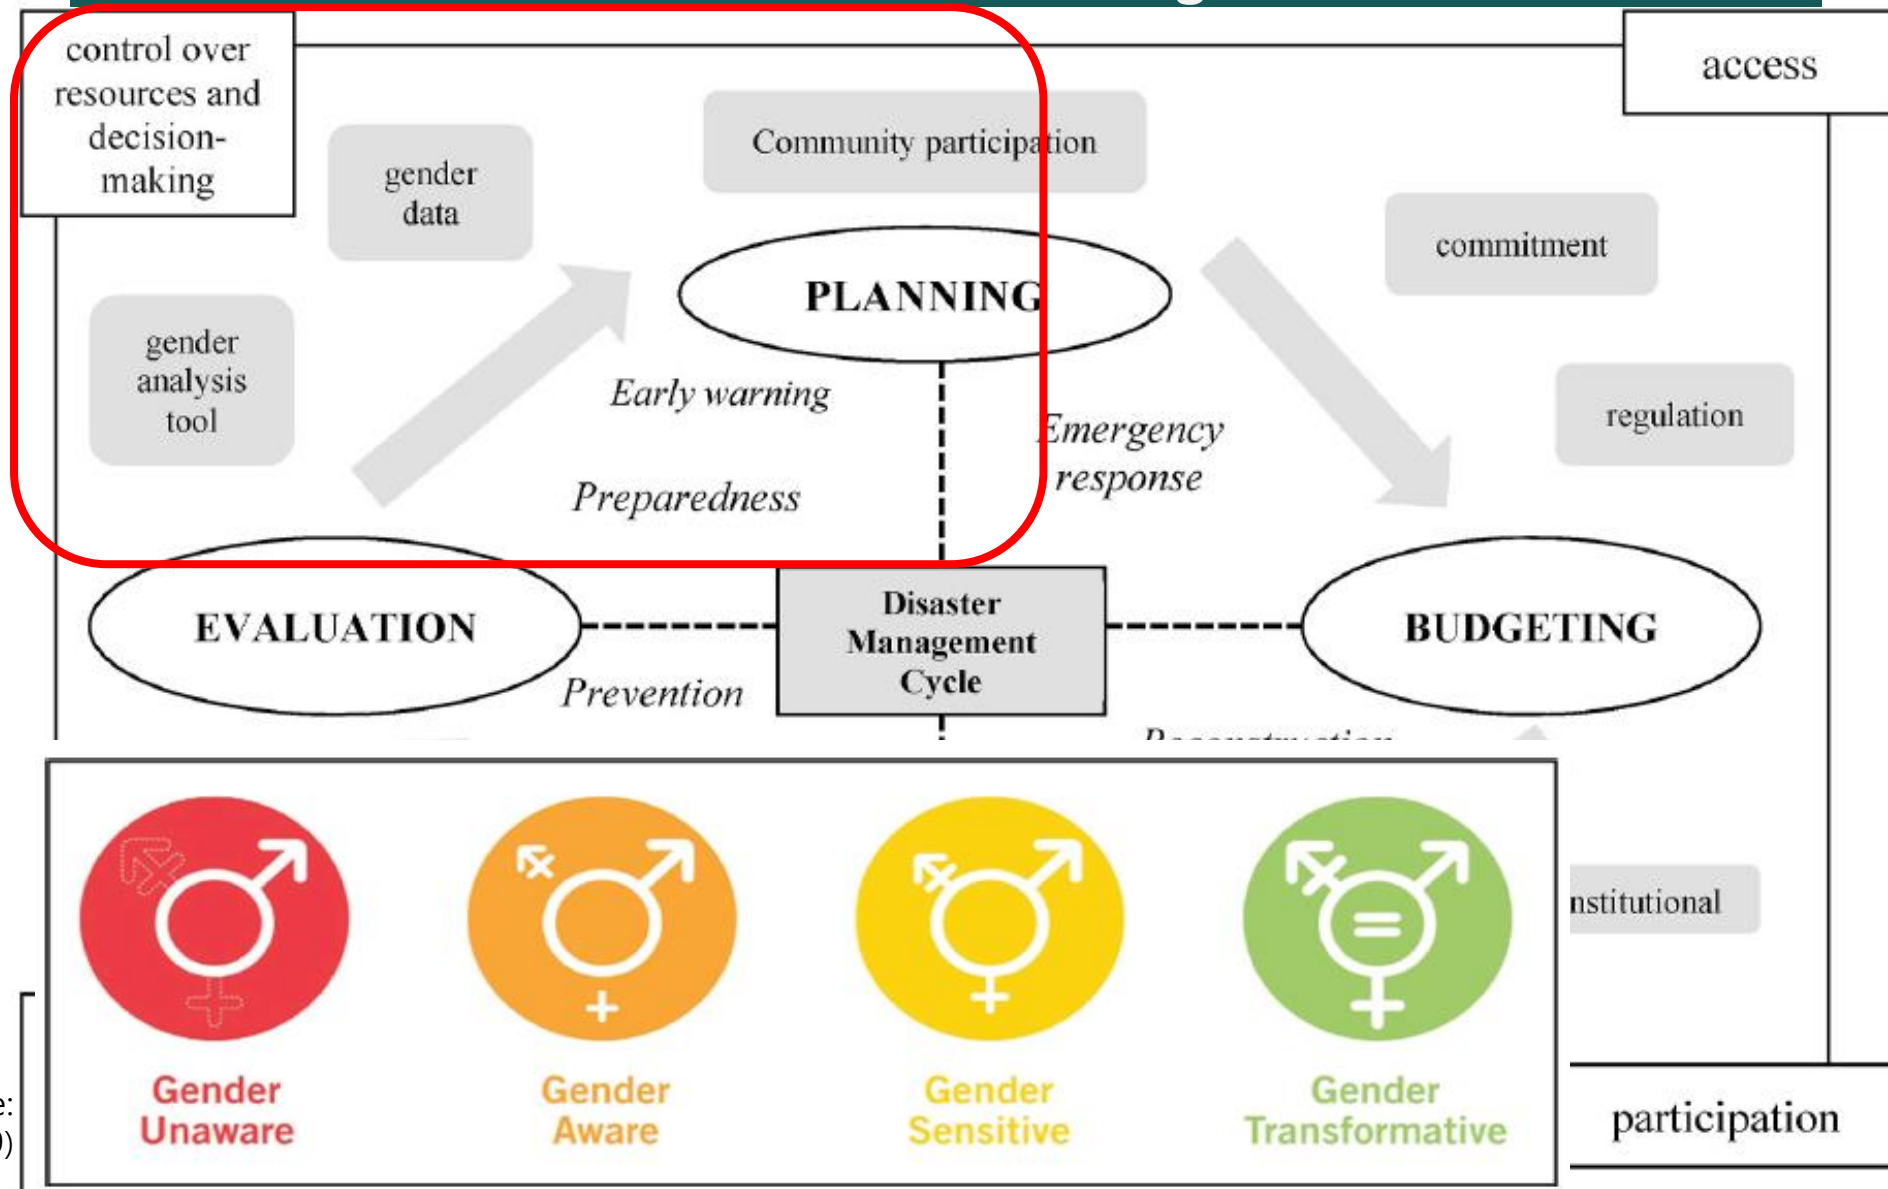 control over
resources and
decision-
making
access
gender
data
Community participation
commitment
gender
analysis
tool
PLANNING
regulation
Early warning
Emergency
response
Preparedness
EVALUATION
Disaster
Management
Cycle
BUDGETING
Prevention
Reconstruction
nstitutional
Gender
Unaware
Gender
Aware
Gender
Sensitive
Gender
Transformative
e:
participation